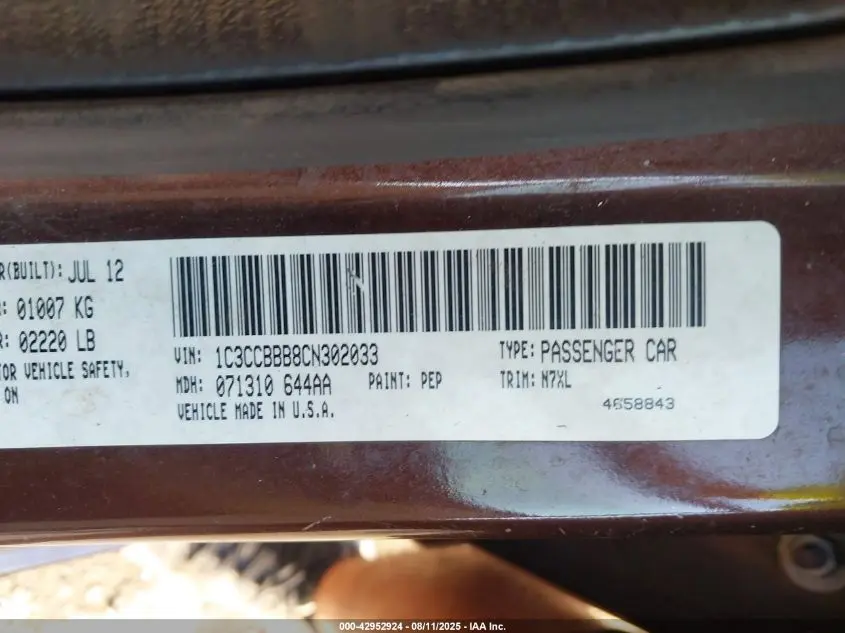 R(BUILT): JUL 12
: 01007 KG
R: 02220 LB
TOR VEHICLE SAFETY,
ON
VIN: 1C3CCBBB8CN302033
TYPE: PASSENGER CAR
MDH: 071310 644AA
PAINT: PEP
TRIM: N7XL
VEHICLE MADE IN U.S.A.
4658843
000-42952924 - 08/11/2025 - IAA Inc.